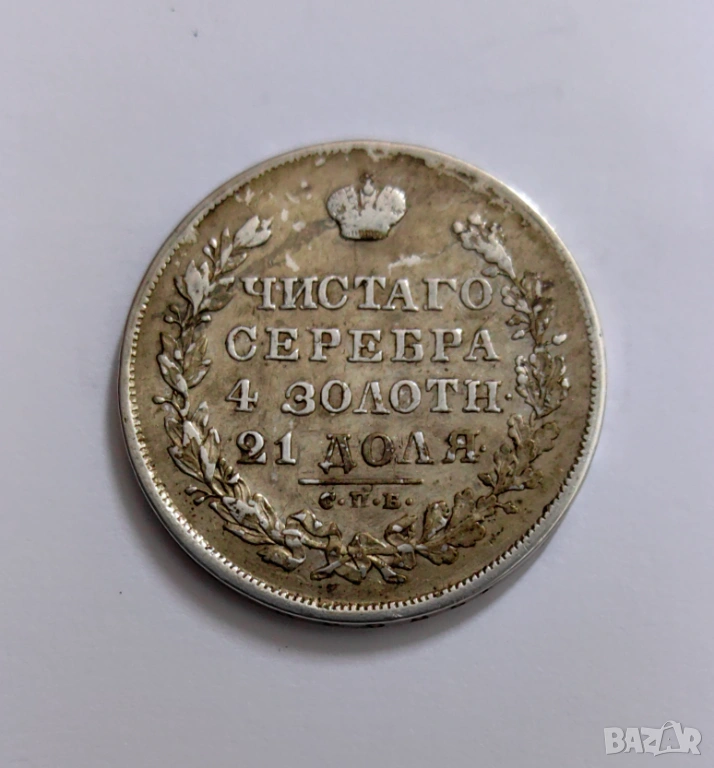 ЧИСТАГО
СЕРЕБРА
4 ЗОЛОТН·
21 ДОЛЯ·
С·П·Б·
BAZAR